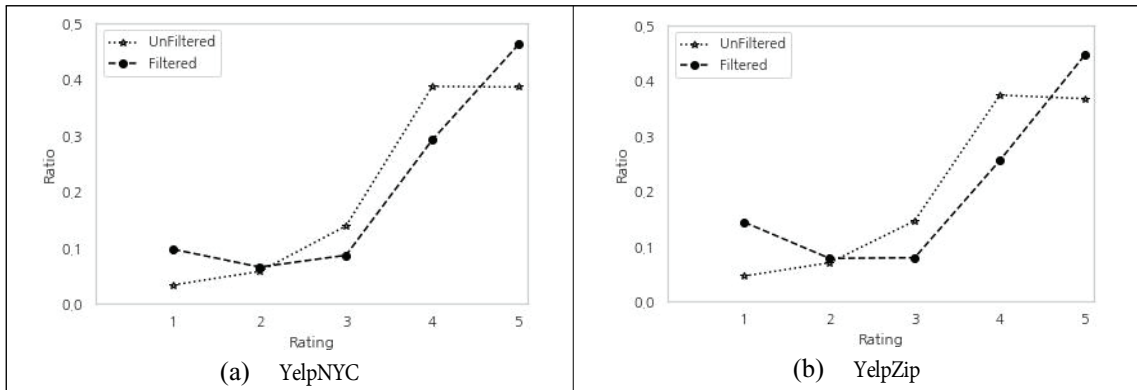 0.5
0.4
0.3
0.2
0.1
0.0
Ratio
UnFiltered
Filtered
1 2 3 4 5
Rating
(a) YelpNYC
0.5
0.4
0.3
0.2
0.1
0.0
Ratio
UnFiltered
Filtered
1 2 3 4 5
Rating
(b) YelpZip